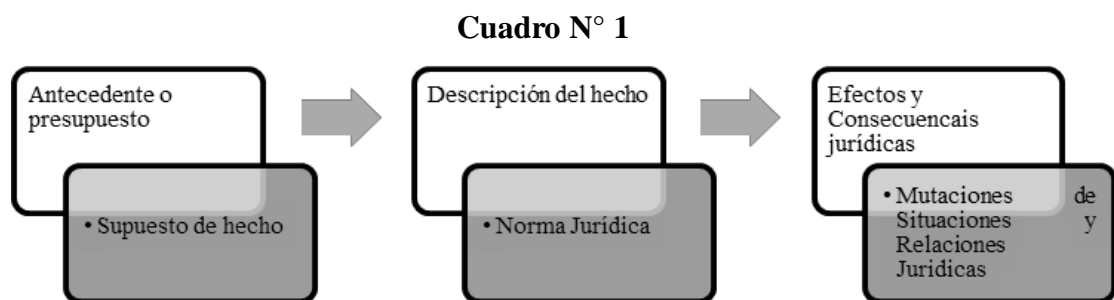 Cuadro N° 1
Antecedente o
presupuesto
• Supuesto de hecho
Descripción del hecho
• Norma Jurídica
Efectos y
Consecuencais
jurídicas
• Mutaciones de
Situaciones y
Relaciones
Juridicas